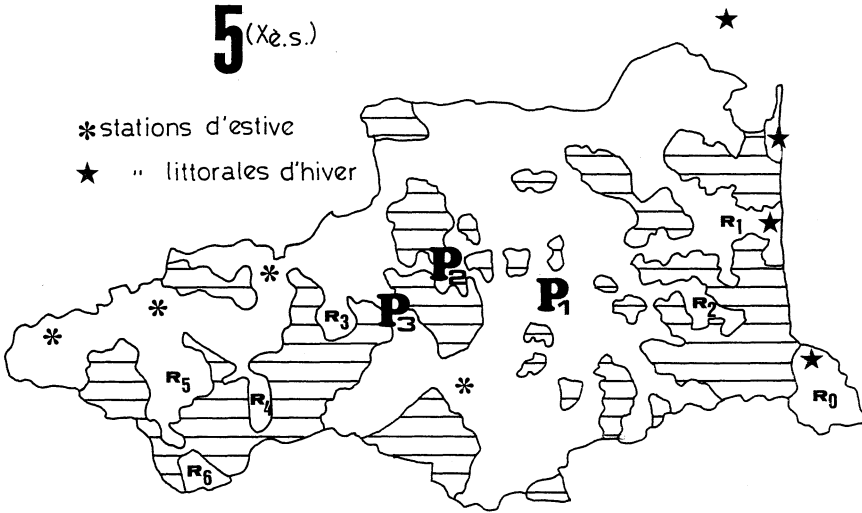 5 (Xè.s.)
* stations d'estive
★ " littorales d'hiver
R1
P2
P1
R2
P3
R3
R5
R4
R0
R6